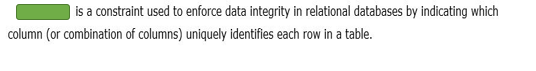 is a constraint used to enforce data integrity in relational databases by indicating which
column (or combination of columns) uniquely identifies each row in a table.